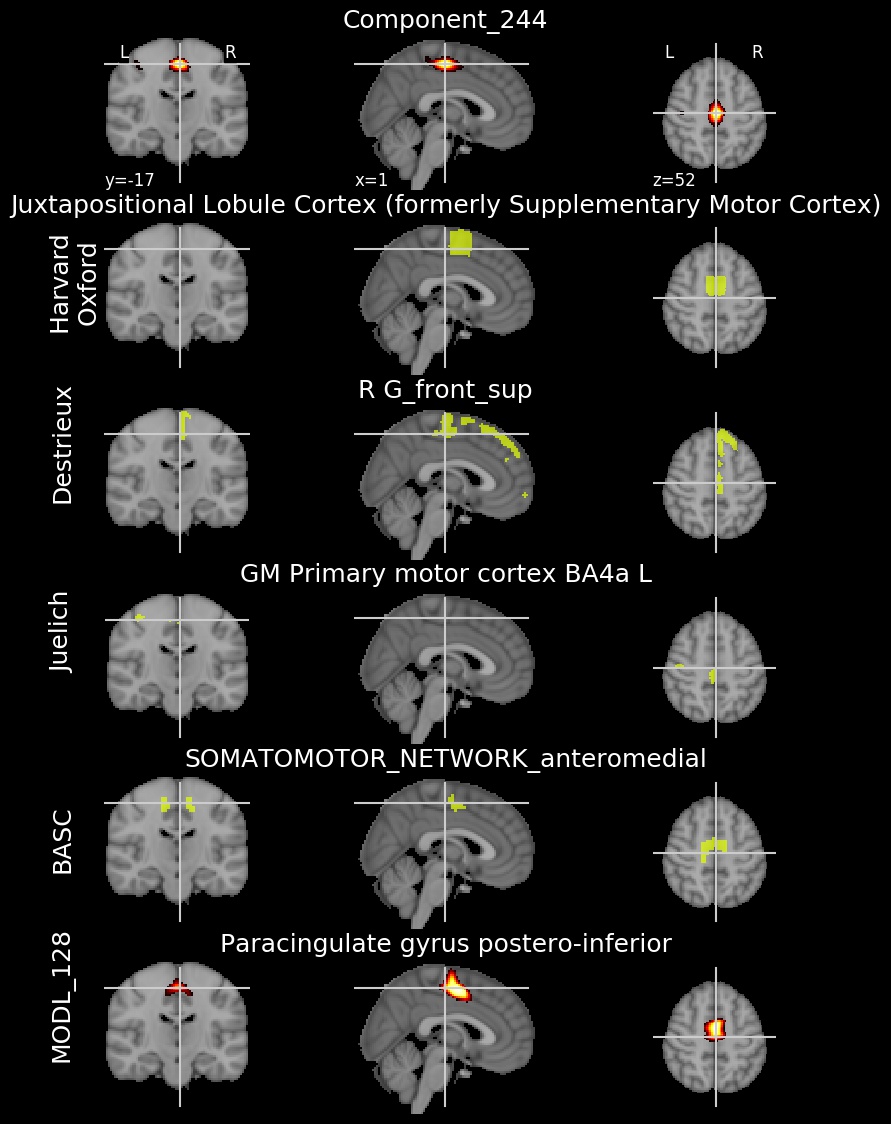 Component_244
L R L R
y=-17 x=1 z=52
Juxtapositional Lobule Cortex (formerly Supplementary Motor Cortex)
Harvard
Oxford
R G_front_sup
Destrieux
GM Primary motor cortex BA4a L
Juelich
SOMATOMOTOR_NETWORK_anteromedial
BASC
Paracingulate gyrus postero-inferior
MODL_128